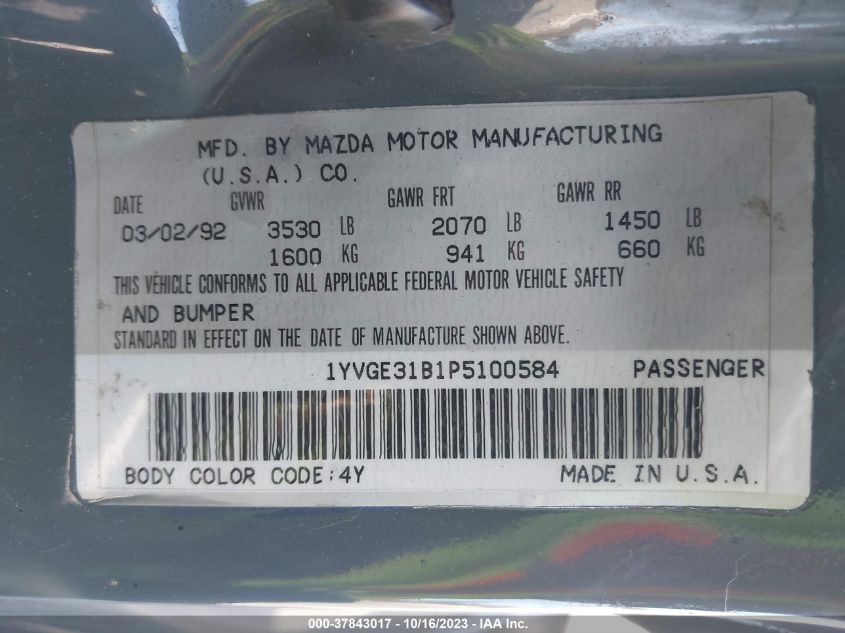 MFD. BY MAZDA MOTOR MANUFACTURING
(U.S.A.) CO.
DATE GVWR GAWR FRT GAWR RR
03/02/92 3530 LB 2070 LB 1450 LB
1600 KG 941 KG 660 KG
THIS VEHICLE CONFORMS TO ALL APPLICABLE FEDERAL MOTOR VEHICLE SAFETY
AND BUMPER
STANDARD IN EFFECT ON THE DATE OF MANUFACTURE SHOWN ABOVE.
1YVGE31B1P5100584 PASSENGER
BODY COLOR CODE:4Y MADE IN U.S.A.
000-37843017 - 10/16/2023 - IAA Inc.